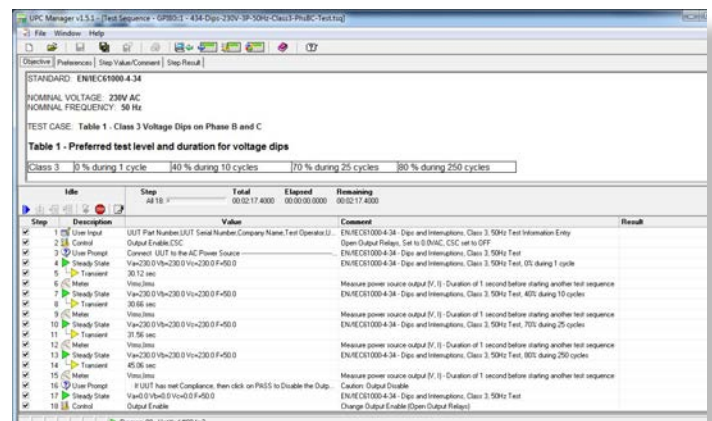 UPC Manager v1.5.1 - [Test Sequence - GPIB0::1 - 434-Dips-230V-3P-50Hz-Class3-PhsBC-Test.tsq]
File Window Help
Objective Preferences Step Value/Comment Step Result
STANDARD: EN/IEC61000-4-34
NOMINAL VOLTAGE: 230V AC
NOMINAL FREQUENCY: 50 Hz
TEST CASE: Table 1 - Class 3 Voltage Dips on Phase B and C
Table 1 - Preferred test level and duration for voltage dips
Class 3 0 % during 1 cycle 40 % during 10 cycles 70 % during 25 cycles 80 % during 250 cycles
Idle Step Total Elapsed Remaining
All 18 00:02:17.4000 00:00:00.0000 00:02:17.4000
Step Description Value Comment Result
1 User Input UUT Part Number,UUT Serial Number,Company Name,Test Operator,U... EN/IEC61000-4-34 - Dips and Interruptions, Class 3, 50Hz Test Information Entry
2 Control Output Enable,CSC Open Output Relays, Set to 0.0VAC, CSC set to OFF
3 User Prompt Connect UUT to the AC Power Source EN/IEC61000-4-34 - Dips and Interruptions, Class 3, 50Hz Test
4 Steady State Va=230.0 Vb=230.0 Vc=230.0 F=50.0 EN/IEC61000-4-34 - Dips and Interruptions, Class 3, 50Hz Test, 0% during 1 cycle
5 Transient 30.12 sec
6 Meter Vrms,Irms Measure power source output (V, I) - Duration of 1 second before starting another test sequence
7 Steady State Va=230.0 Vb=230.0 Vc=230.0 F=50.0 EN/IEC61000-4-34 - Dips and Interruptions, Class 3, 50Hz Test, 40% during 10 cycles
8 Transient 30.66 sec
9 Meter Vrms,Irms Measure power source output (V, I) - Duration of 1 second before starting another test sequence
10 Steady State Va=230.0 Vb=230.0 Vc=230.0 F=50.0 EN/IEC61000-4-34 - Dips and Interruptions, Class 3, 50Hz Test, 70% during 25 cycles
11 Transient 31.56 sec
12 Meter Vrms,Irms Measure power source output (V, I) - Duration of 1 second before starting another test sequence
13 Steady State Va=230.0 Vb=230.0 Vc=230.0 F=50.0 EN/IEC61000-4-34 - Dips and Interruptions, Class 3, 50Hz Test, 80% during 250 cycles
14 Transient 45.06 sec
15 Meter Vrms,Irms Measure power source output (V, I) - Duration of 1 second before starting another test sequence
16 User Prompt If UUT has met Compliance, then click on PASS to Disable the Outp... Caution: Output Disable
17 Steady State Va=0.0 Vb=0.0 Vc=0.0 F=50.0 EN/IEC61000-4-34 - Dips and Interruptions, Class 3, 50Hz Test
18 Control Output Enable Change Output Enable (Open Output Relays)